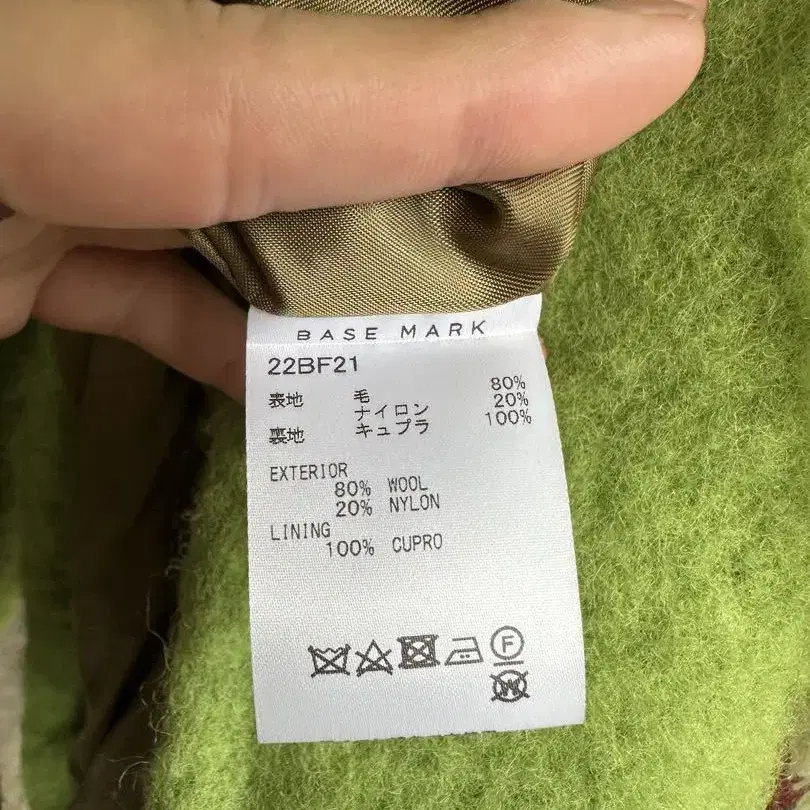 BASE MARK
22BF21
表地 毛 80%
ナイロン 20%
裏地 キュプラ 100%
EXTERIOR
80% WOOL
20% NYLON
LINING
100% CUPRO
F
W